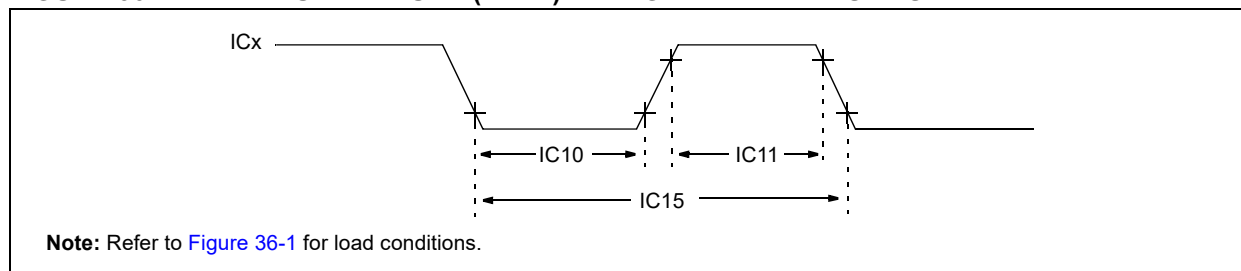 ICx
IC10
IC11
IC15
Note: Refer to Figure 36-1 for load conditions.